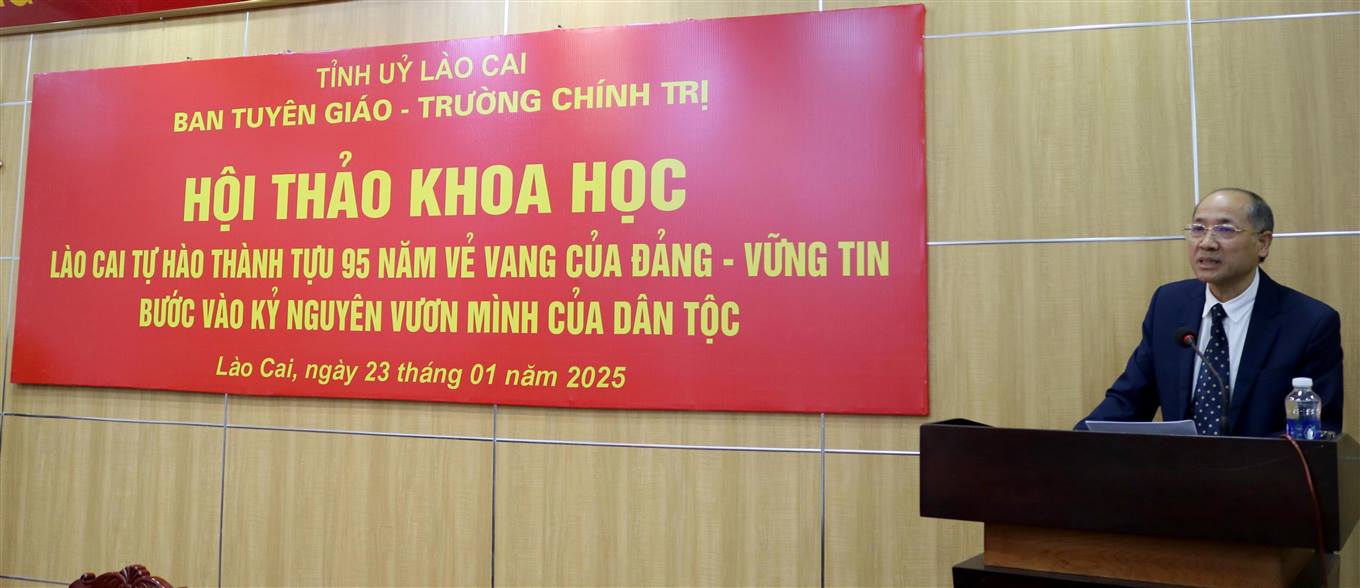 TỈNH UỶ LÀO CAI
BAN TUYÊN GIÁO - TRƯỜNG CHÍNH TRỊ
HỘI THẢO KHOA HỌC
LÀO CAI TỰ HÀO THÀNH TỰU 95 NĂM VẺ VANG CỦA ĐẢNG - VỮNG TIN
BƯỚC VÀO KỶ NGUYÊN VƯƠN MÌNH CỦA DÂN TỘC
Lào Cai, ngày 23 tháng 01 năm 2025